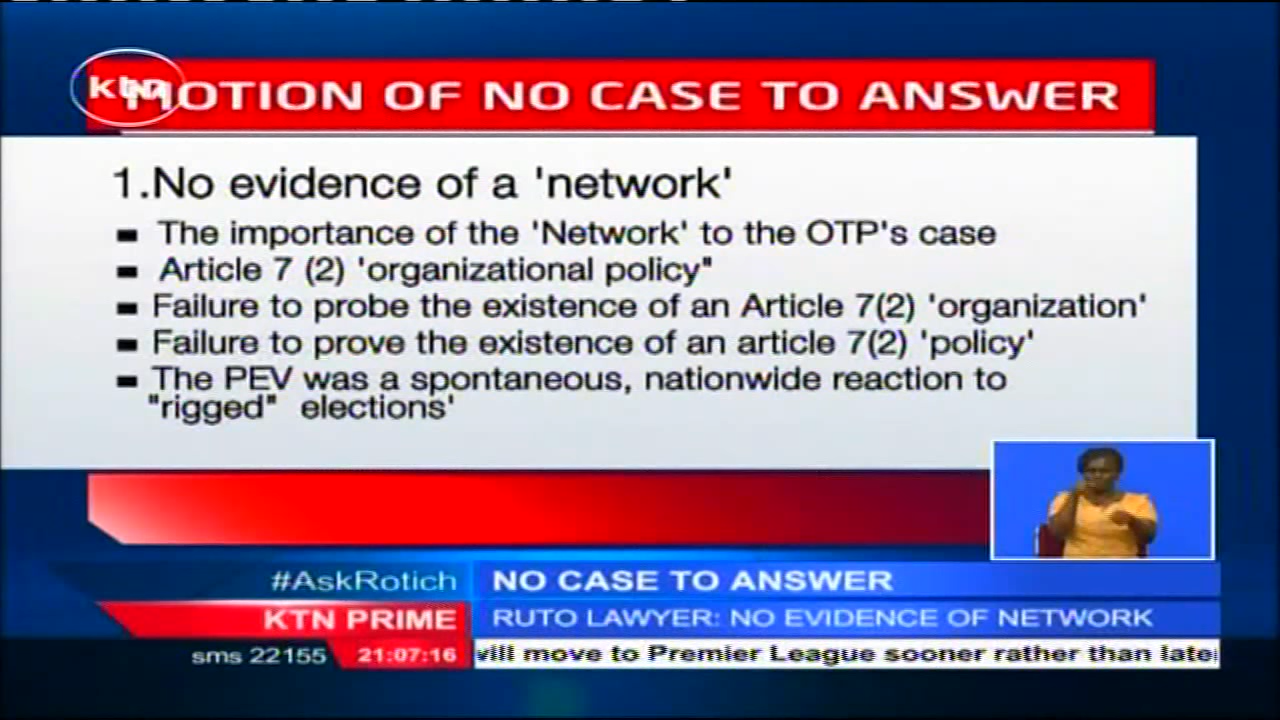 ktn
MOTION OF NO CASE TO ANSWER
1.No evidence of a 'network'
The importance of the 'Network' to the OTP's case
Article 7 (2) 'organizational policy"
Failure to probe the existence of an Article 7(2) 'organization'
Failure to prove the existence of an article 7(2) 'policy'
The PEV was a spontaneous, nationwide reaction to
"rigged" elections'
#AskRotich
NO CASE TO ANSWER
KTN PRIME
RUTO LAWYER: NO EVIDENCE OF NETWORK
sms 22155
21:07:16
will move to Premier League sooner rather than late